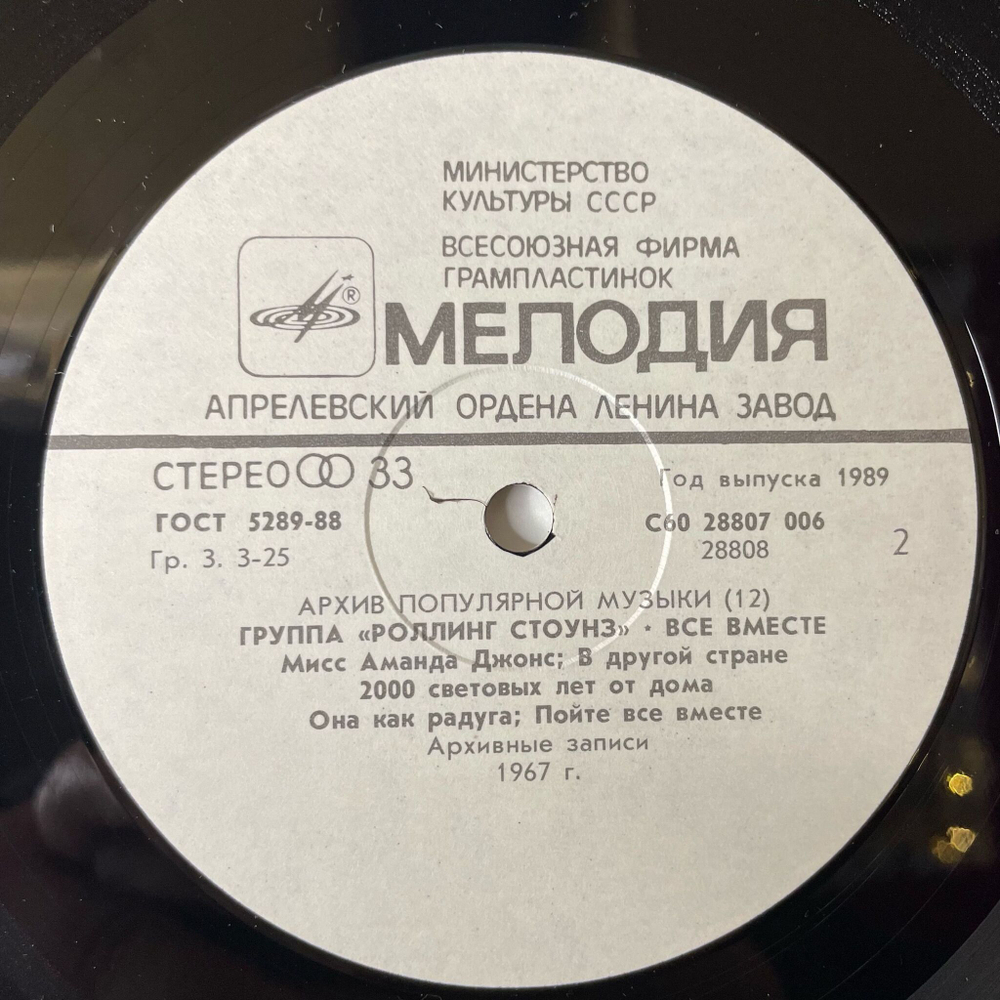 МИНИСТЕРСТВО
КУЛЬТУРЫ СССР
ВСЕСОЮЗНАЯ ФИРМА
ГРАМПЛАСТИНОК
®
МЕЛОДИЯ
АПРЕЛЕВСКИЙ ОРДЕНА ЛЕНИНА ЗАВОД
СТЕРЕО 33 Год выпуска 1989
ГОСТ 5289-88 С60 28807 006
Гр. 3. 3-25 28808 2
АРХИВ ПОПУЛЯРНОЙ МУЗЫКИ (12)
ГРУППА «РОЛЛИНГ СТОУНЗ» · ВСЕ ВМЕСТЕ
Мисс Аманда Джонс; В другой стране
2000 световых лет от дома
Она как радуга; Пойте все вместе
Архивные записи
1967 г.